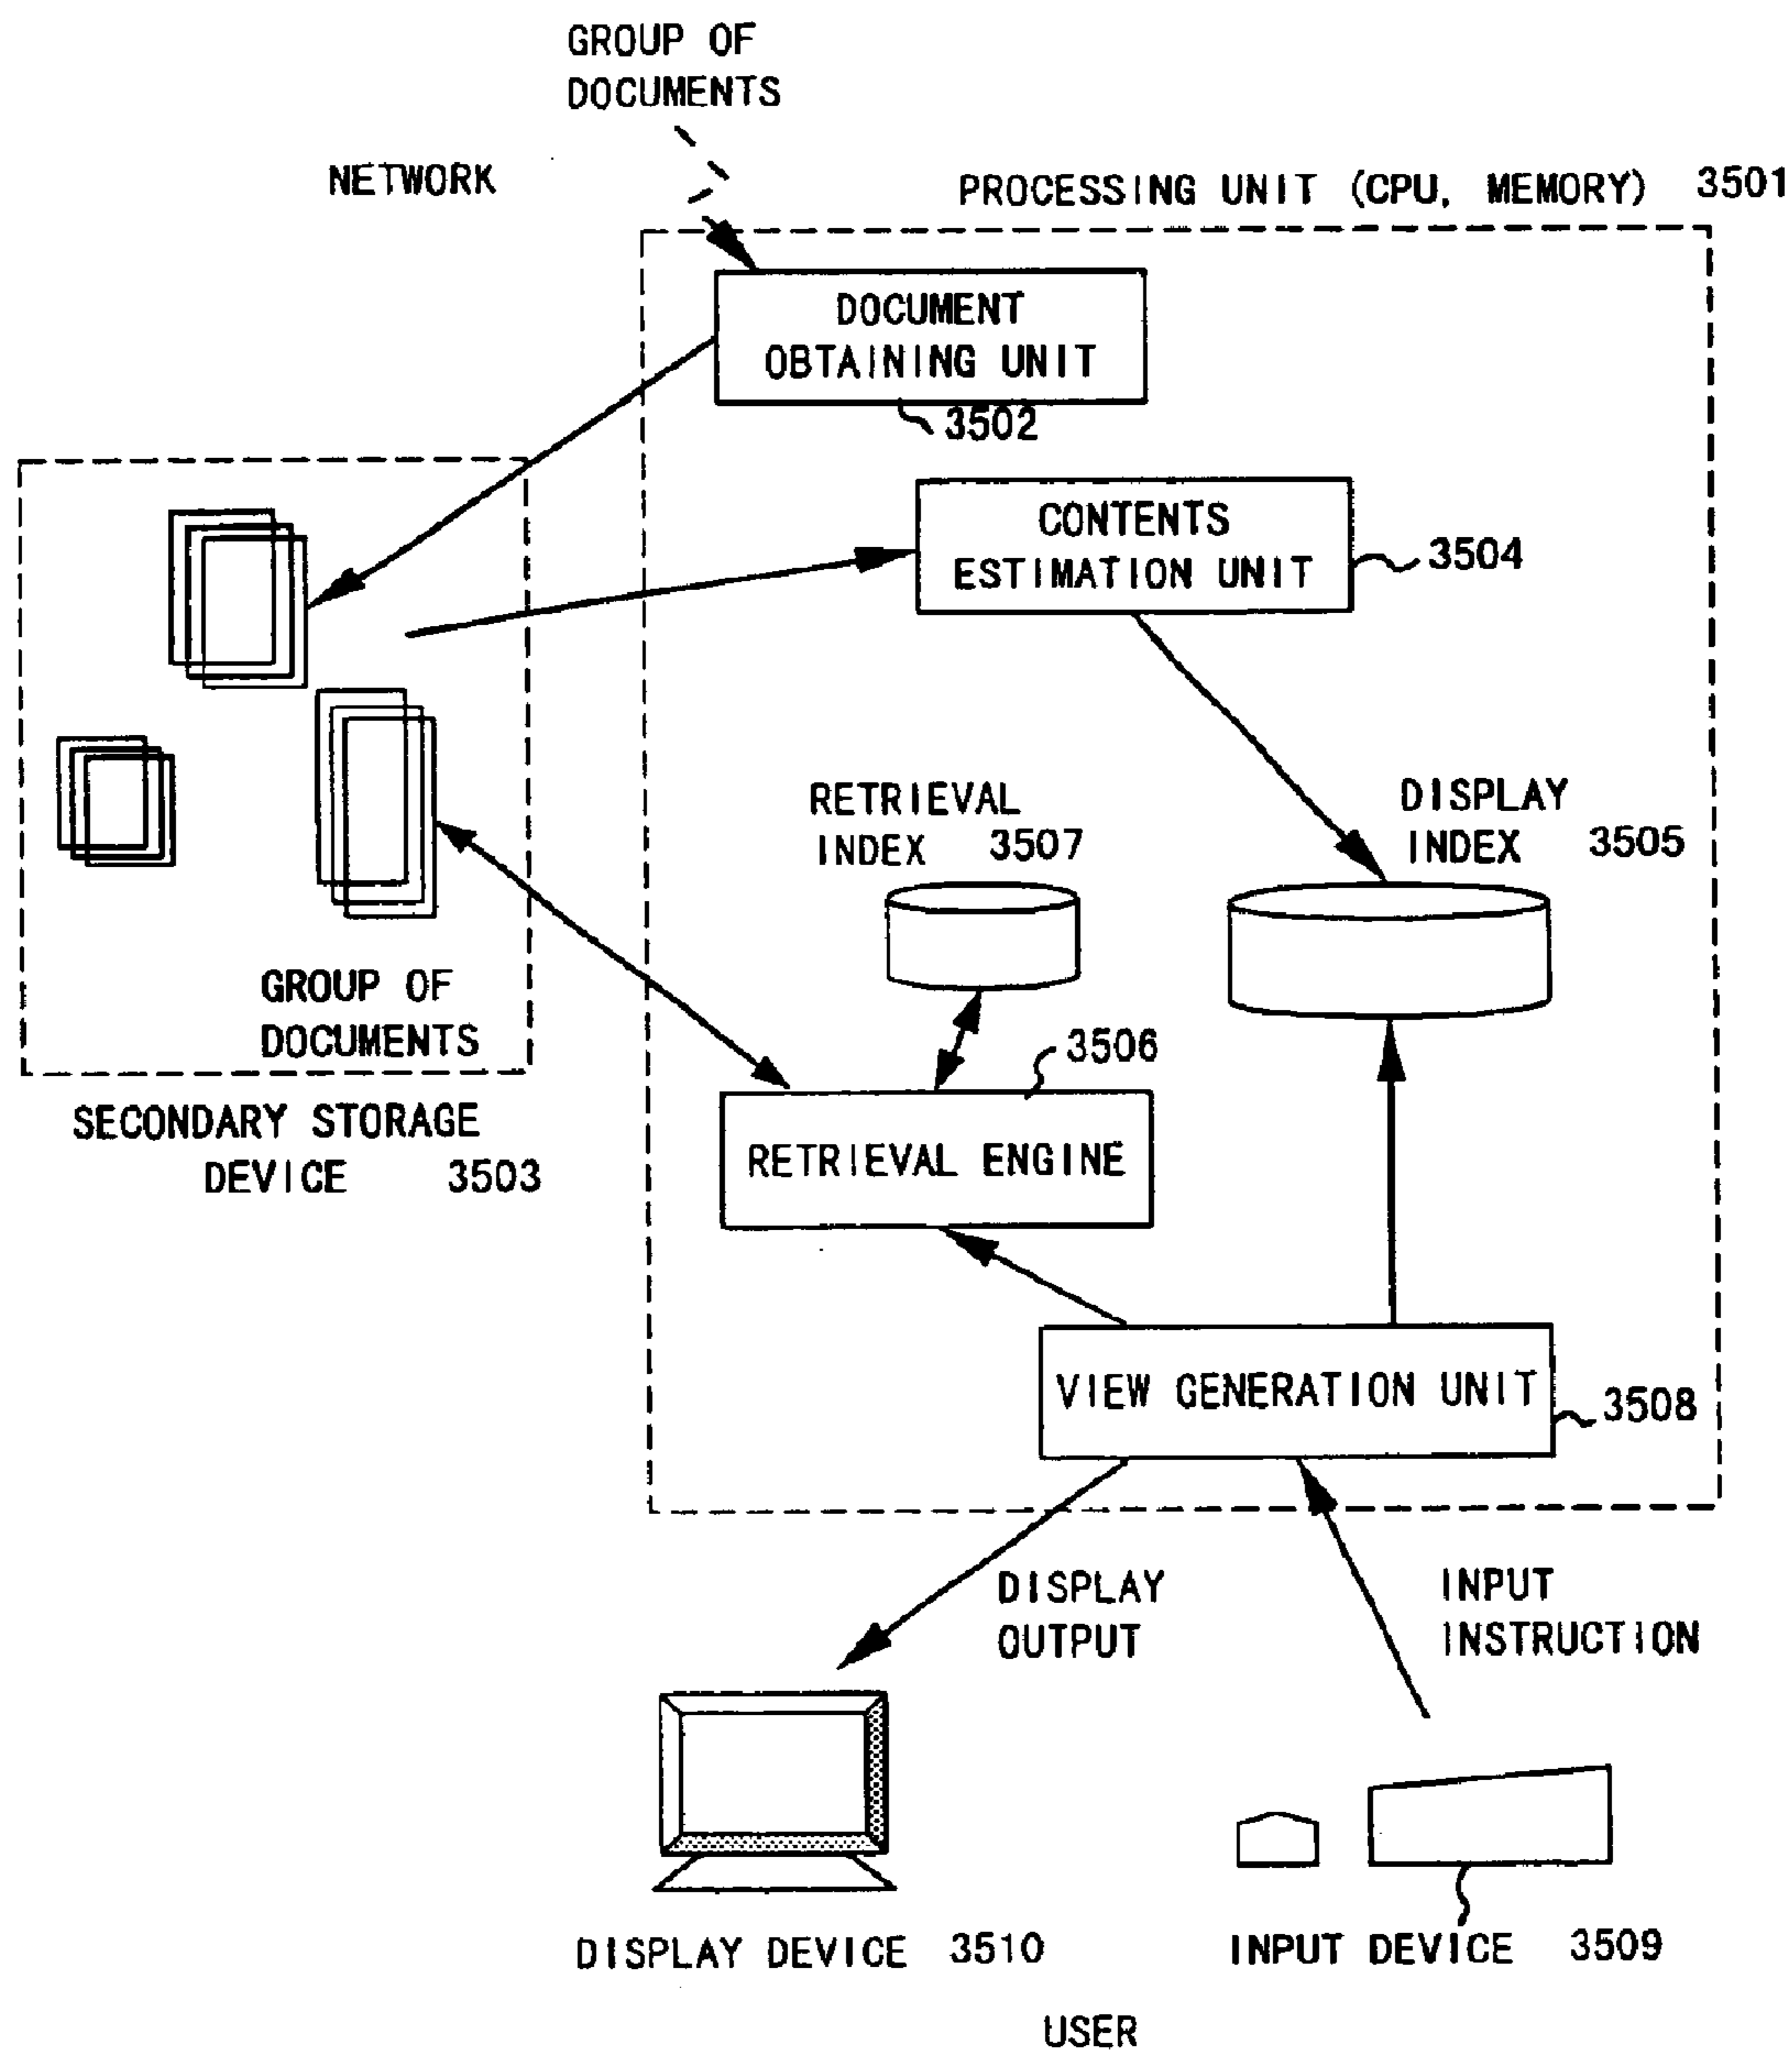 GROUP OF
DOCUMENTS
NETWORK
PROCESSING UNIT (CPU, MEMORY) 3501
DOCUMENT
OBTAINING UNIT
3502
CONTENTS
ESTIMATION UNIT
3504
RETRIEVAL
INDEX 3507
DISPLAY
INDEX 3505
GROUP OF
DOCUMENTS
3506
SECONDARY STORAGE
DEVICE 3503
RETRIEVAL ENGINE
VIEW GENERATION UNIT
3508
DISPLAY
OUTPUT
INPUT
INSTRUCTION
DISPLAY DEVICE 3510
INPUT DEVICE 3509
USER